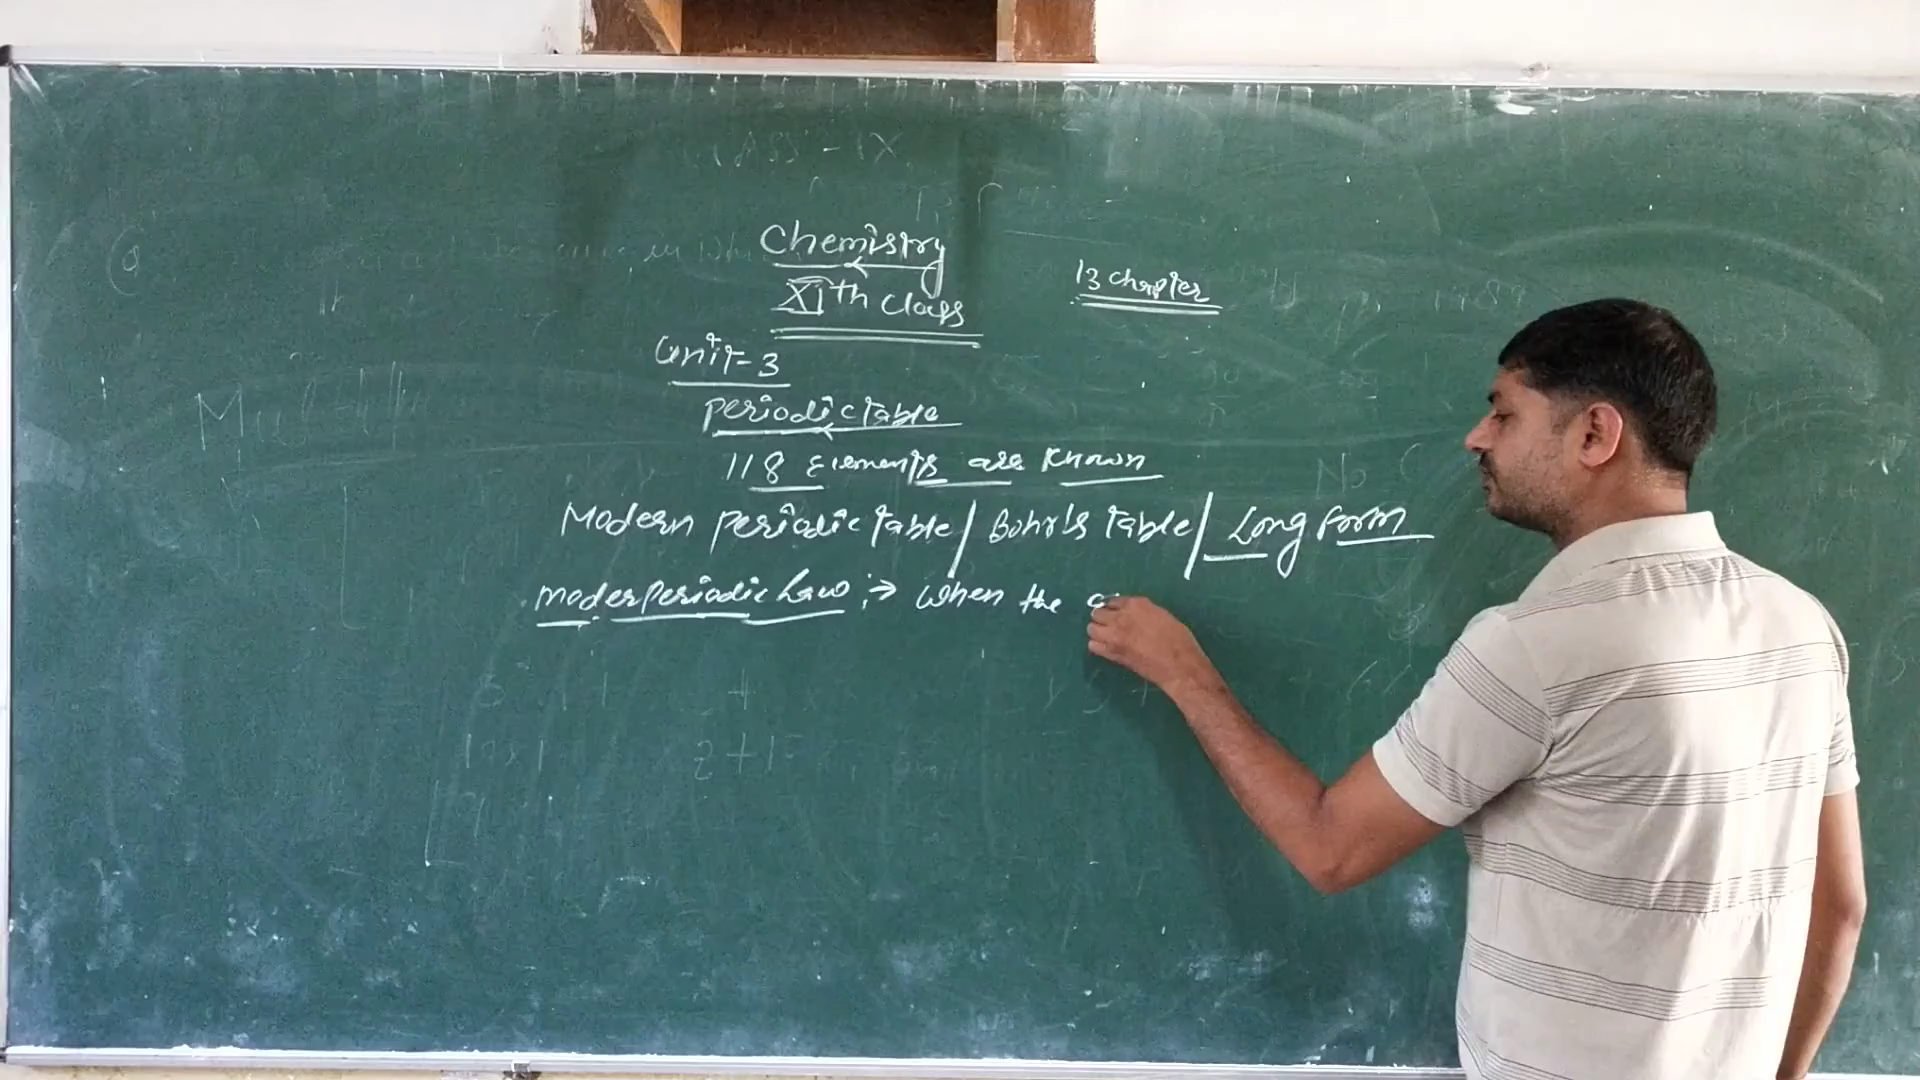 Chemistry
XIth class
13 chapter
Unit-3
Periodic table
118 Elements are known
Modern periodic table / Bohr's table / Long form
moder Periodic Law :→ when the